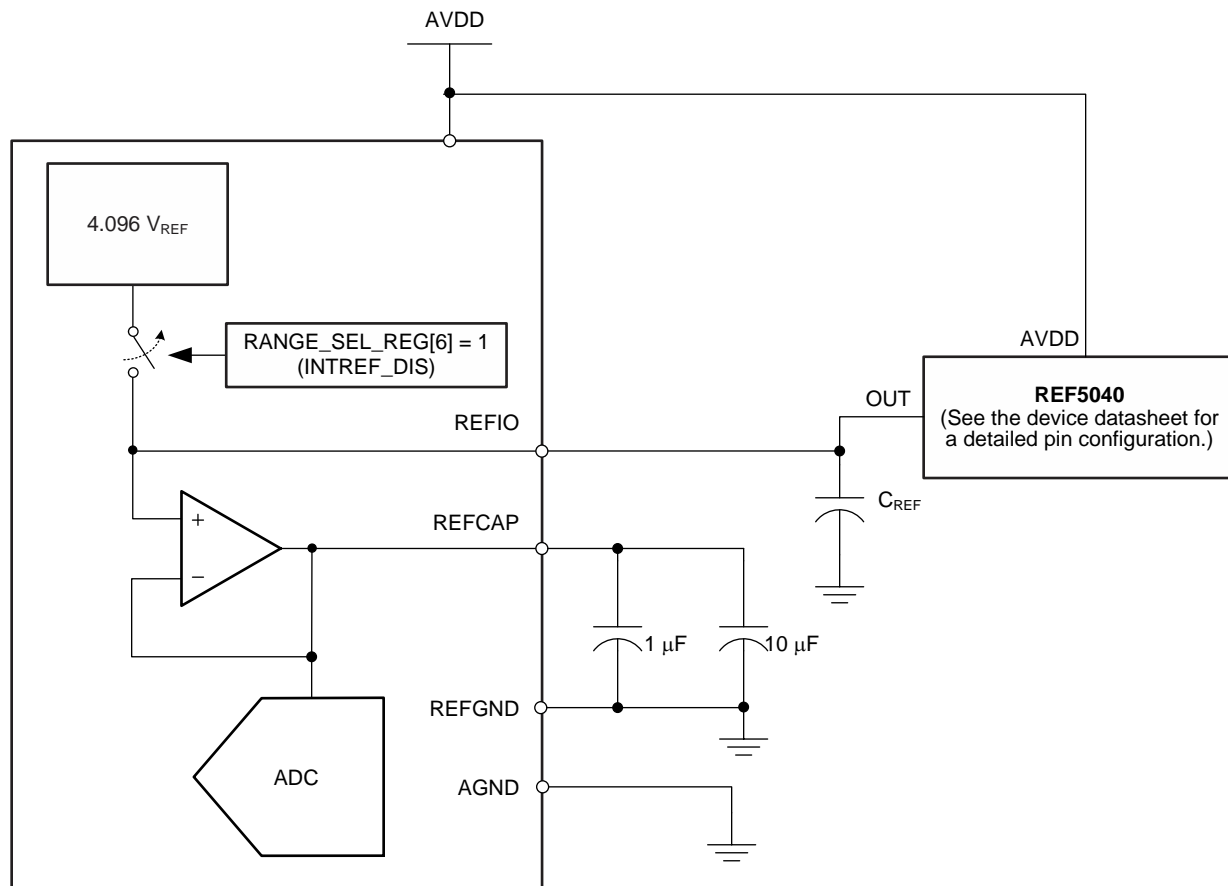 AVDD
4.096 VREF
RANGE_SEL_REG[6] = 1
(INTREF_DIS)
AVDD
REF5040
(See the device datasheet for
a detailed pin configuration.)
OUT
REFIO
CREF
+
−
REFCAP
1 μF
10 μF
REFGND
ADC
AGND